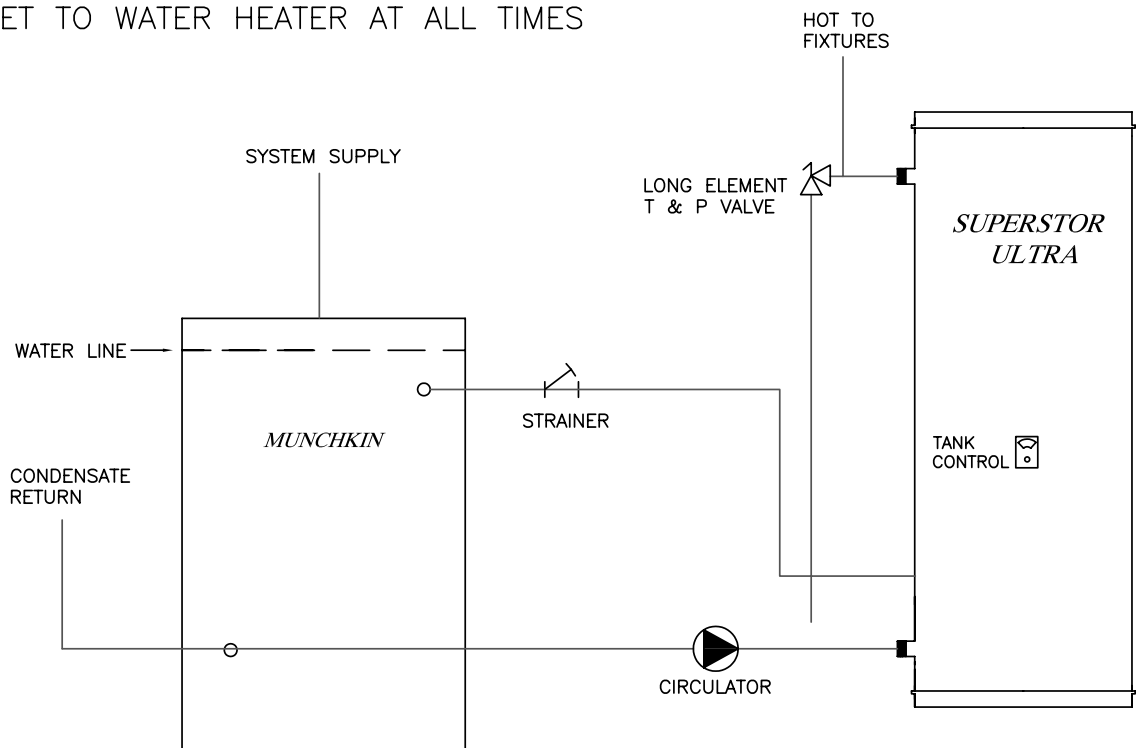 ET TO WATER HEATER AT ALL TIMES
HOT TO
FIXTURES
SYSTEM SUPPLY
LONG ELEMENT
T & P VALVE
SUPERSTOR
ULTRA
WATER LINE
STRAINER
MUNCHKIN
TANK
CONTROL
CONDENSATE
RETURN
CIRCULATOR